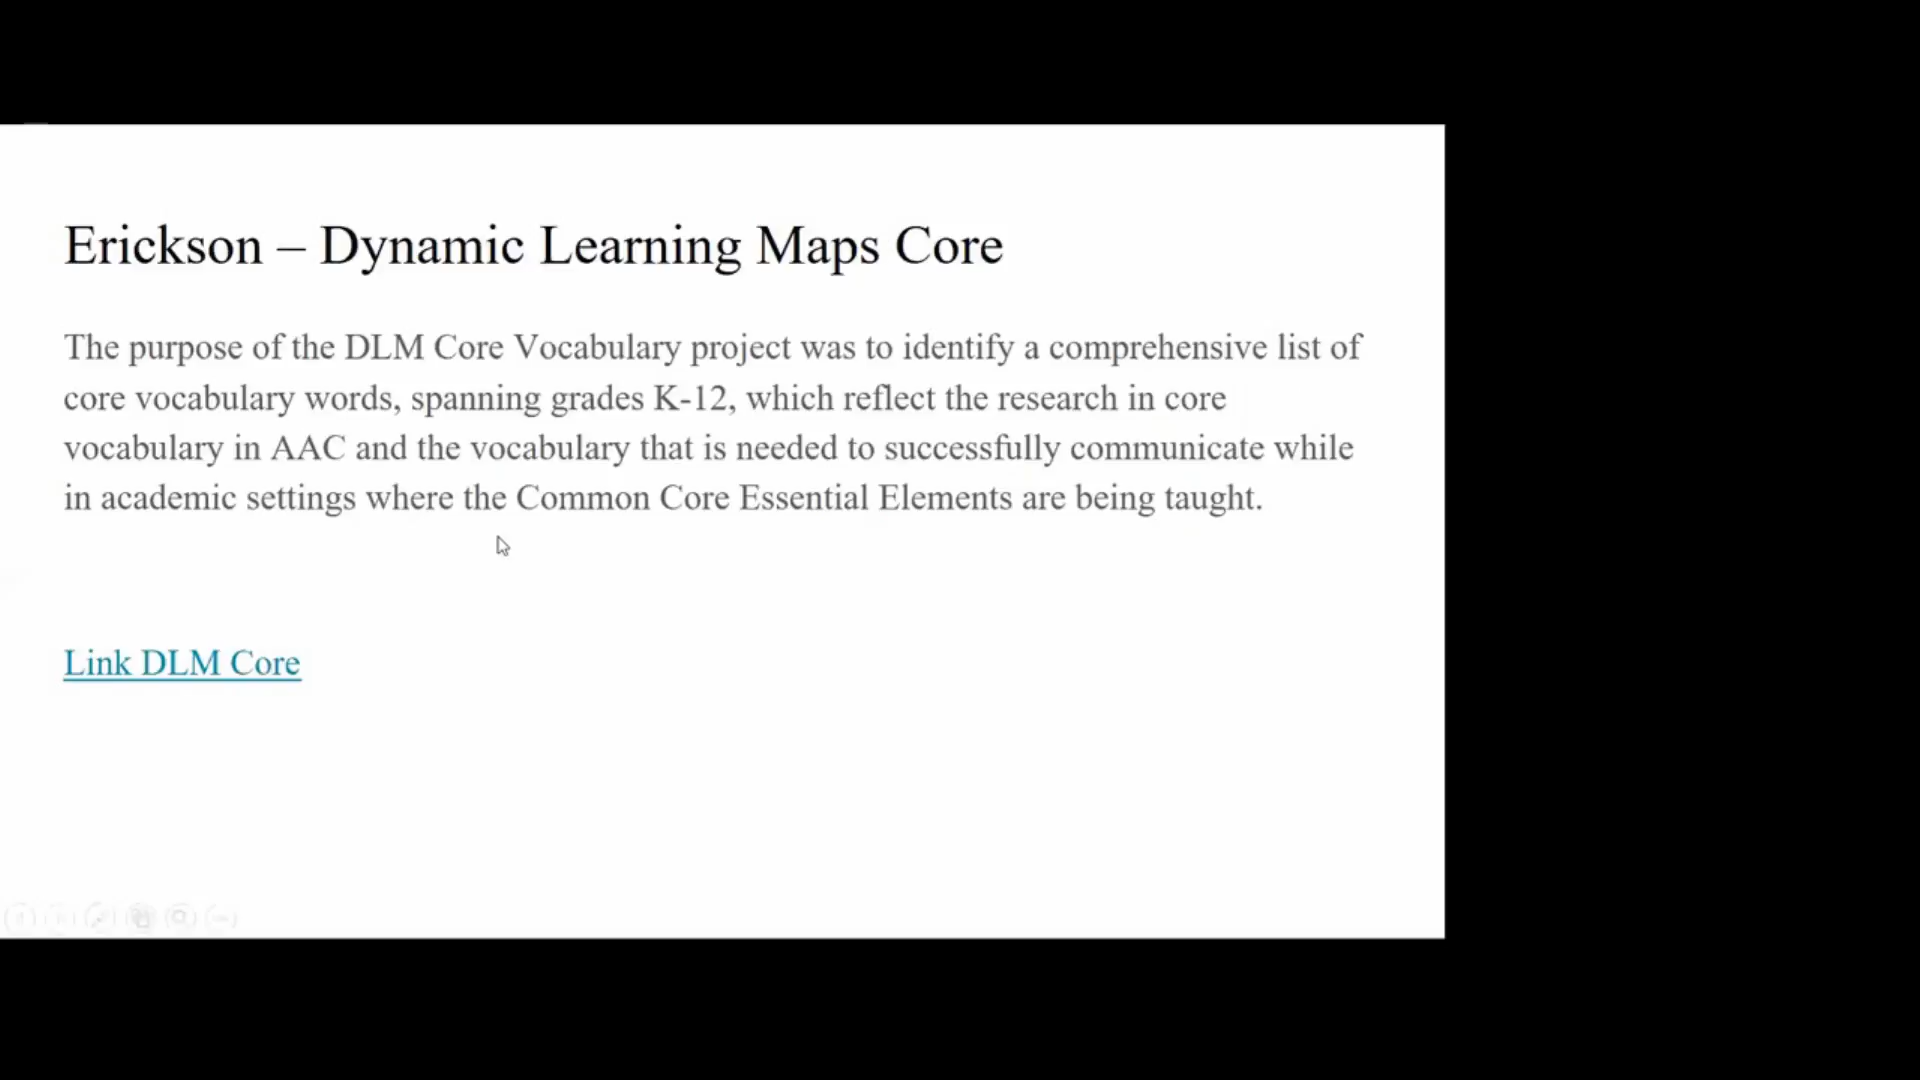 Erickson – Dynamic Learning Maps Core
The purpose of the DLM Core Vocabulary project was to identify a comprehensive list of
core vocabulary words, spanning grades K-12, which reflect the research in core
vocabulary in AAC and the vocabulary that is needed to successfully communicate while
in academic settings where the Common Core Essential Elements are being taught.
Link DLM Core